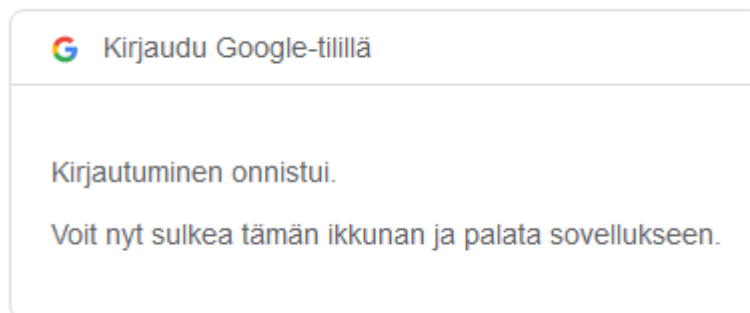 Kirjaudu Google-tilillä
Kirjautuminen onnistui.
Voit nyt sulkea tämän ikkunan ja palata sovellukseen.